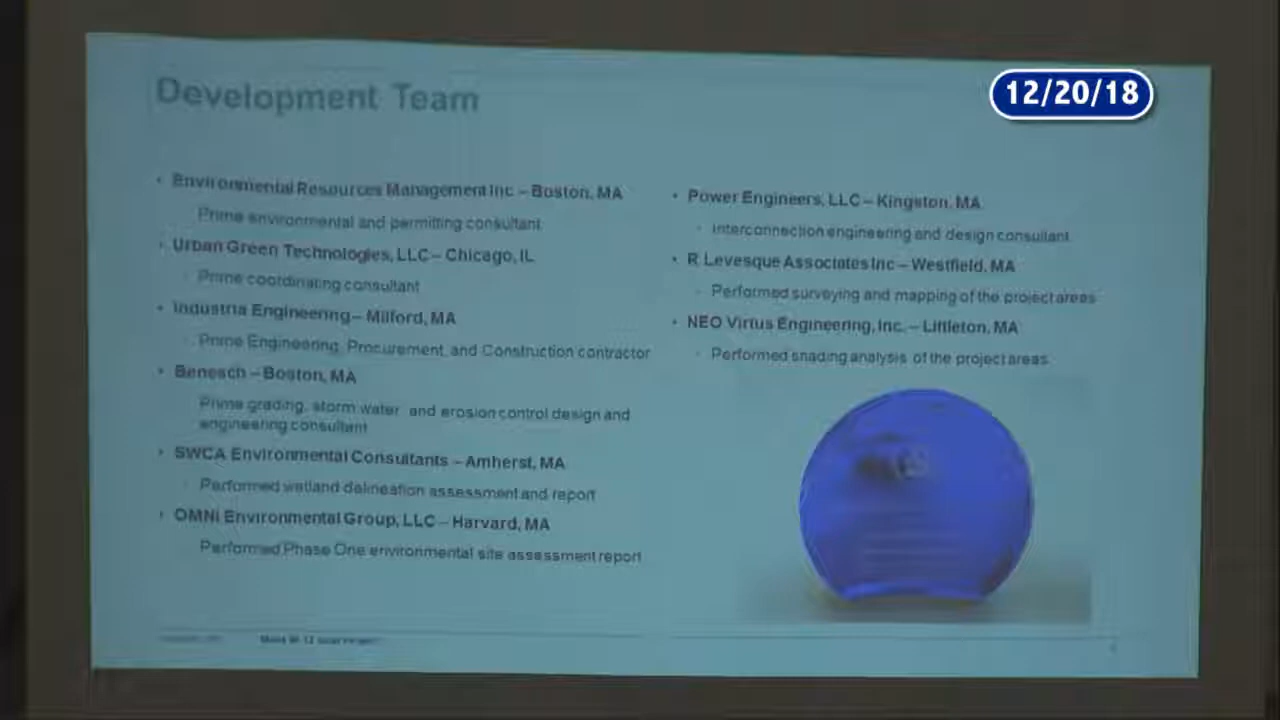 Development Team
12/20/18
• Environmental Resources Management Inc – Boston, MA
Prime environmental and permitting consultant
• Urban Green Technologies, LLC – Chicago, IL
Prime coordinating consultant
• Industria Engineering – Milford, MA
Prime Engineering, Procurement, and Construction contractor
• Benesch – Boston, MA
Prime grading, storm water, and erosion control design and
engineering consultant
• SWCA Environmental Consultants – Amherst, MA
Performed wetland delineation assessment and report
• OMNI Environmental Group, LLC – Harvard, MA
Performed Phase One environmental site assessment report
• Power Engineers, LLC – Kingston, MA
Interconnection engineering and design consultant
• R Levesque Associates Inc – Westfield, MA
Performed surveying and mapping of the project areas
• NEO Virtus Engineering, Inc. – Littleton, MA
Performed shading analysis of the project areas